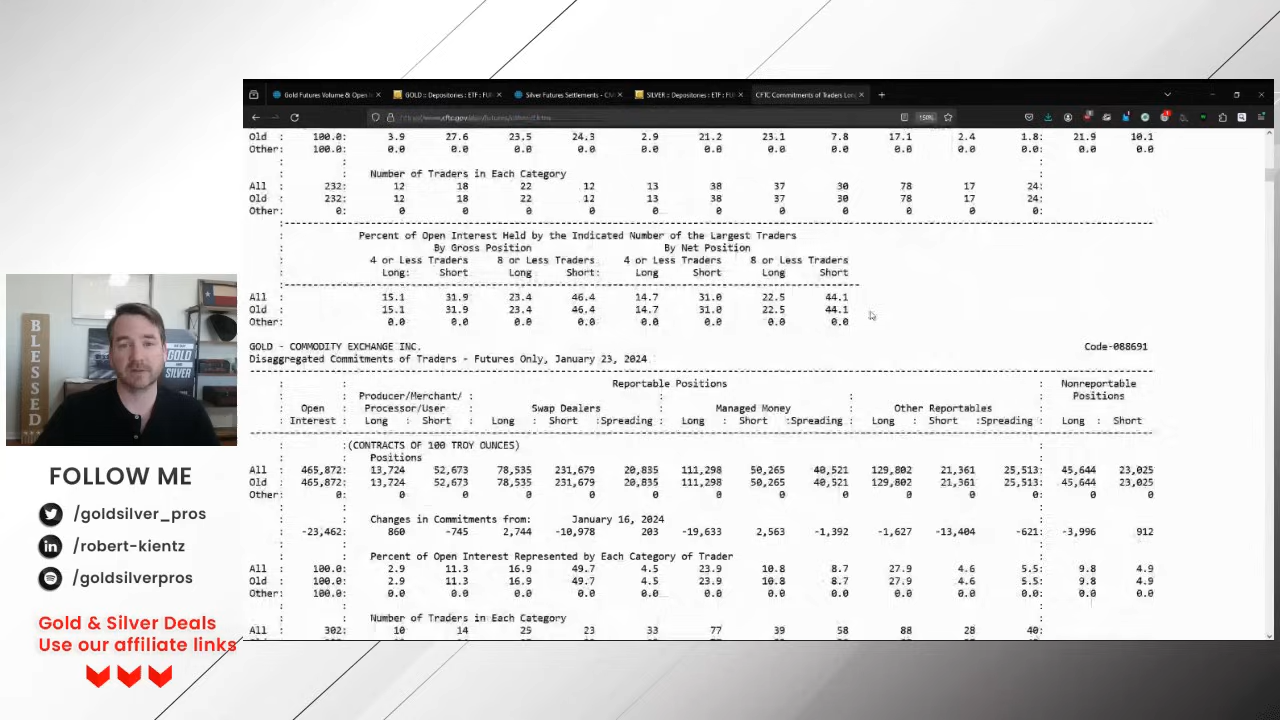 Gold Futures Volume & Open
GOLD :: Depositories : ETF : FU
Silver Futures Settlements - CM
SILVER :: Depositories : ETF : FU
CFTC Commitments of Traders Lon
150%
Old : 100.0: 3.9 27.6 23.5 24.3 2.9 21.2 23.1 7.8 17.1 2.4 1.8: 21.9 10.1
Other: 100.0: 0.0 0.0 0.0 0.0 0.0 0.0 0.0 0.0 0.0 0.0 0.0: 0.0 0.0
Number of Traders in Each Category
All : 232: 12 18 22 12 13 38 37 30 78 17 24:
Old : 232: 12 18 22 12 13 38 37 30 78 17 24:
Other: 0: 0 0 0 0 0 0 0 0 0 0 0:
Percent of Open Interest Held by the Indicated Number of the Largest Traders
By Gross Position By Net Position
4 or Less Traders 8 or Less Traders 4 or Less Traders 8 or Less Traders
Long: Short Long Short: Long Short Long Short
All : 15.1 31.9 23.4 46.4 14.7 31.0 22.5 44.1
Old : 15.1 31.9 23.4 46.4 14.7 31.0 22.5 44.1
Other: 0.0 0.0 0.0 0.0 0.0 0.0 0.0 0.0
GOLD - COMMODITY EXCHANGE INC. Code-088691
Disaggregated Commitments of Traders - Futures Only, January 23, 2024
: : Reportable Positions : Nonreportable
: : Producer/Merchant/ : : : : Positions
: Open : Processor/User : Swap Dealers : Managed Money : Other Reportables :
: Interest : Long : Short : Long : Short :Spreading : Long : Short :Spreading : Long : Short :Spreading : Long : Short
: :(CONTRACTS OF 100 TROY OUNCES) :
: : Positions :
All : 465,872: 13,724 52,673 78,535 231,679 20,835 111,298 50,265 40,521 129,802 21,361 25,513: 45,644 23,025
Old : 465,872: 13,724 52,673 78,535 231,679 20,835 111,298 50,265 40,521 129,802 21,361 25,513: 45,644 23,025
Other: 0: 0 0 0 0 0 0 0 0 0 0 0: 0 0
: : Changes in Commitments from: January 16, 2024 :
: -23,462: 860 -745 2,744 -10,978 203 -19,633 2,563 -1,392 -1,627 -13,404 -621: -3,996 912
Percent of Open Interest Represented by Each Category of Trader
All : 100.0: 2.9 11.3 16.9 49.7 4.5 23.9 10.8 8.7 27.9 4.6 5.5: 9.8 4.9
Old : 100.0: 2.9 11.3 16.9 49.7 4.5 23.9 10.8 8.7 27.9 4.6 5.5: 9.8 4.9
Other: 100.0: 0.0 0.0 0.0 0.0 0.0 0.0 0.0 0.0 0.0 0.0 0.0: 0.0 0.0
: : Number of Traders in Each Category :
All : 302: 10 14 25 23 33 77 39 58 88 28 40:
BLESSED
GOLD
SILVER
FOLLOW ME
/goldsilver_pros
/robert-kientz
/goldsilverpros
Gold & Silver Deals
Use our affiliate links